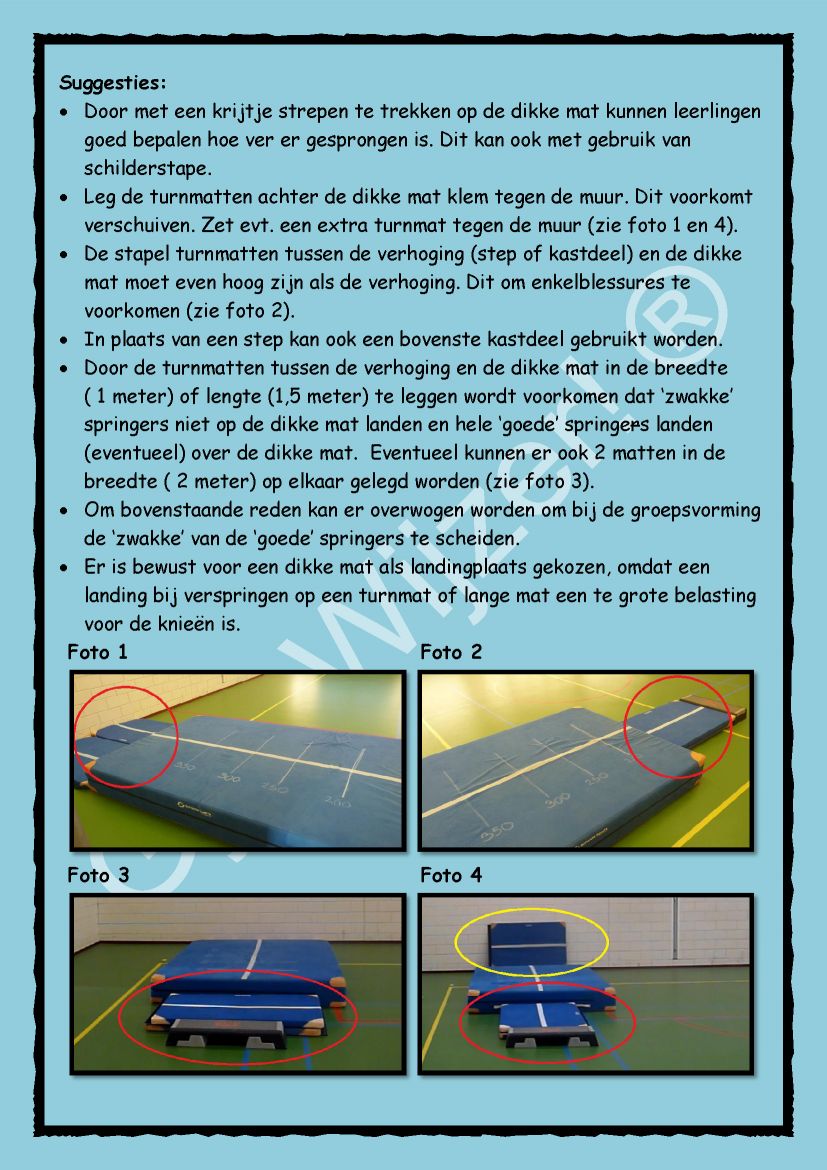 Suggesties:
• Door met een krijtje strepen te trekken op de dikke mat kunnen leerlingen
goed bepalen hoe ver er gesprongen is. Dit kan ook met gebruik van
schilderstape.
• Leg de turnmatten achter de dikke mat klem tegen de muur. Dit voorkomt
verschuiven. Zet evt. een extra turnmat tegen de muur (zie foto 1 en 4).
• De stapel turnmatten tussen de verhoging (step of kastdeel) en de dikke
mat moet even hoog zijn als de verhoging. Dit om enkelblessures te
voorkomen (zie foto 2).
• In plaats van een step kan ook een bovenste kastdeel gebruikt worden.
• Door de turnmatten tussen de verhoging en de dikke mat in de breedte
( 1 meter) of lengte (1,5 meter) te leggen wordt voorkomen dat ‘zwakke’
springers niet op de dikke mat landen en hele ‘goede’ springers landen
(eventueel) over de dikke mat. Eventueel kunnen er ook 2 matten in de
breedte ( 2 meter) op elkaar gelegd worden (zie foto 3).
• Om bovenstaande reden kan er overwogen worden om bij de groepsvorming
de ‘zwakke’ van de ‘goede’ springers te scheiden.
• Er is bewust voor een dikke mat als landingplaats gekozen, omdat een
landing bij verspringen op een turnmat of lange mat een te grote belasting
voor de knieën is.
Wijzer! ®
Foto 1 Foto 2
350 300 250 200
350 300 250
Foto 3 Foto 4